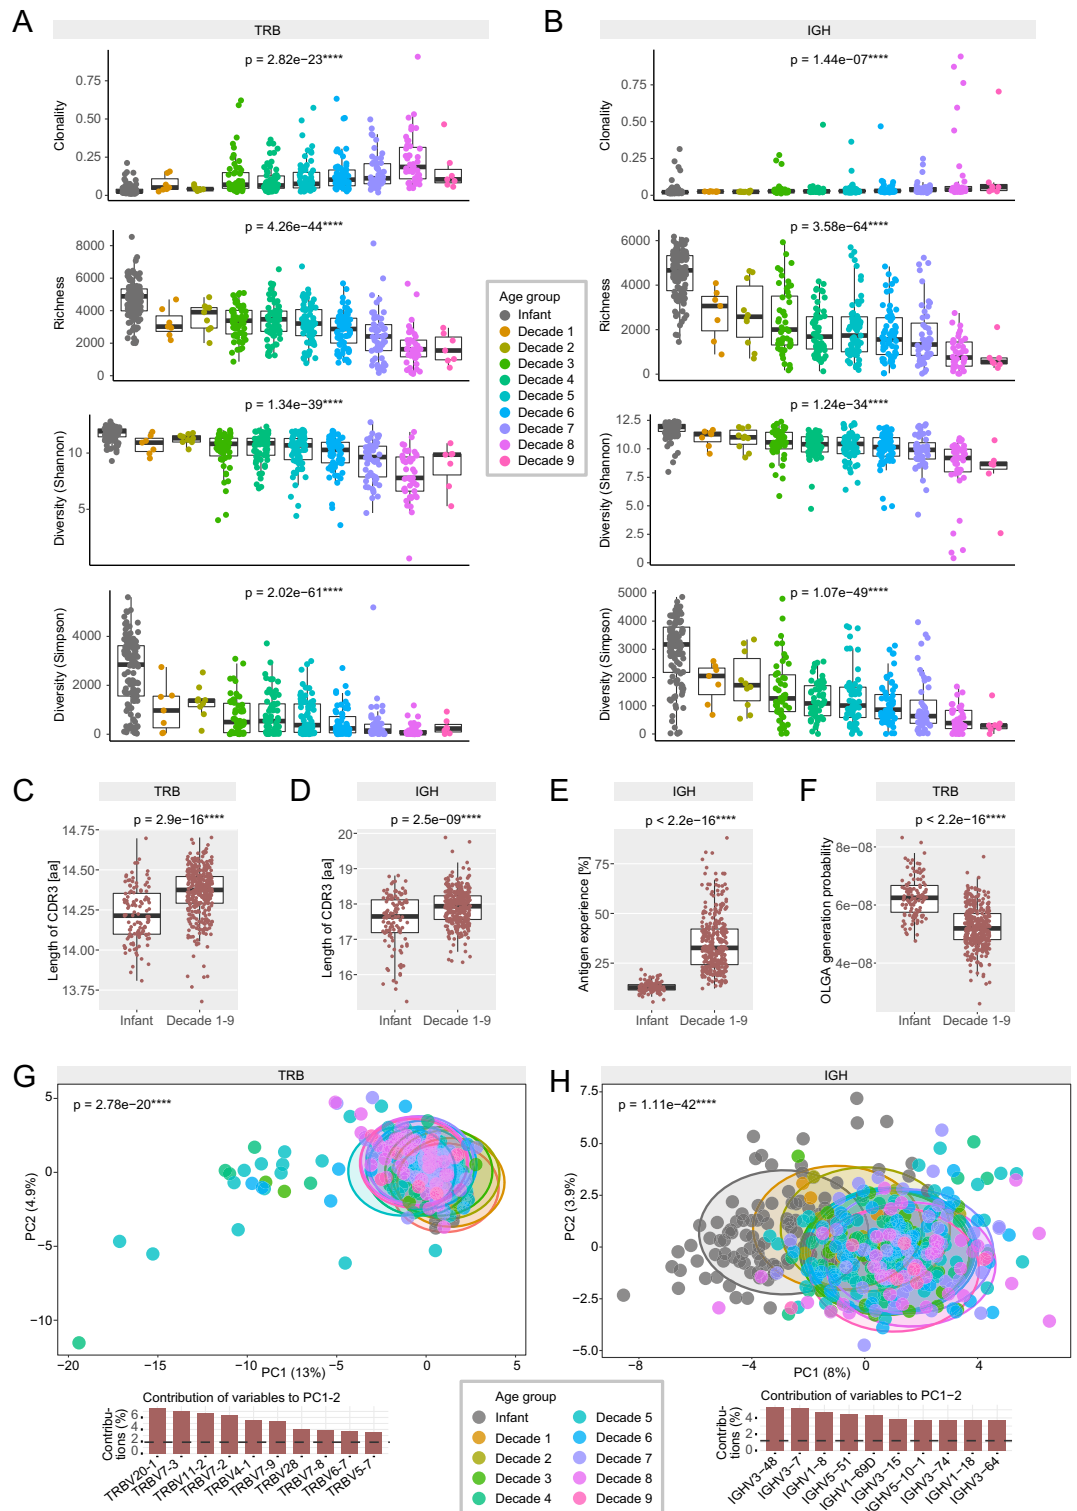 A
TRB
p = 2.82e−23****
Clonality
0.75
0.50
0.25
0
p = 4.26e−44****
Richness
8000
6000
4000
2000
0
p = 1.34e−39****
Diversity (Shannon)
10
5
p = 2.02e−61****
Diversity (Simpson)
4000
2000
0
B
IGH
p = 1.44e−07****
Clonality
0.75
0.50
0.25
0
p = 3.58e−64****
Richness
6000
4000
2000
0
p = 1.24e−34****
Diversity (Shannon)
12.5
10.0
7.5
5.0
2.5
0
p = 1.07e−49****
Diversity (Simpson)
5000
4000
3000
2000
1000
0
Age group
Infant
Decade 1
Decade 2
Decade 3
Decade 4
Decade 5
Decade 6
Decade 7
Decade 8
Decade 9
C
TRB
p = 2.9e−16****
Length of CDR3 [aa]
14.75
14.50
14.25
14.00
13.75
Infant
Decade 1-9
D
IGH
p = 2.5e−09****
Length of CDR3 [aa]
20
19
18
17
16
Infant
Decade 1-9
E
IGH
p < 2.2e−16****
Antigen experience [%]
75
50
25
Infant
Decade 1-9
F
TRB
p < 2.2e−16****
OLGA generation probability
8e−08
6e−08
4e−08
Infant
Decade 1-9
G
TRB
p = 2.78e−20****
PC2 (4.9%)
5
0
−5
−10
−20
−15
−10
−5
0
5
PC1 (13%)
Contribution of variables to PC1-2
Contribu-
tions (%)
6
4
2
0
TRBV20-1
TRBV7-3
TRBV11-2
TRBV7-2
TRBV4-1
TRBV7-9
TRBV28
TRBV7-8
TRBV6-7
TRBV5-7
H
IGH
p = 1.11e−42****
PC2 (3.9%)
7.5
5.0
2.5
0
−2.5
−5.0
−8
−4
0
4
PC1 (8%)
Contribution of variables to PC1−2
Contribu-
tions (%)
4
2
0
IGHV3−48
IGHV3−7
IGHV1−8
IGHV5−51
IGHV1−69D
IGHV3−15
IGHV5−10−1
IGHV3−74
IGHV1−18
IGHV3−64
Age group
Infant
Decade 1
Decade 2
Decade 3
Decade 4
Decade 5
Decade 6
Decade 7
Decade 8
Decade 9